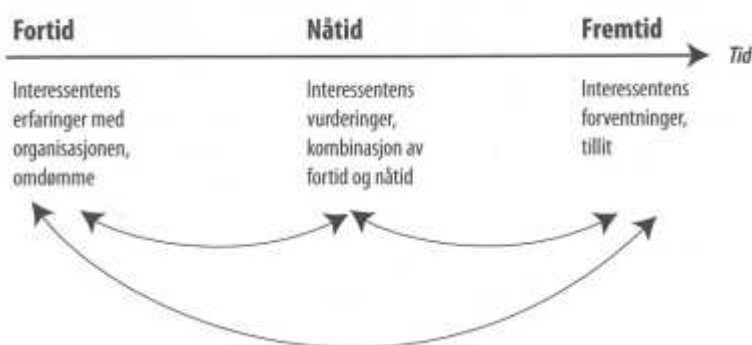 Fortid
Nåtid
Fremtid
Tid
Interessentens
erfaringer med
organisasjonen,
omdømme
Interessentens
vurderinger,
kombinasjon av
fortid og nåtid
Interessentens
forventninger,
tillit